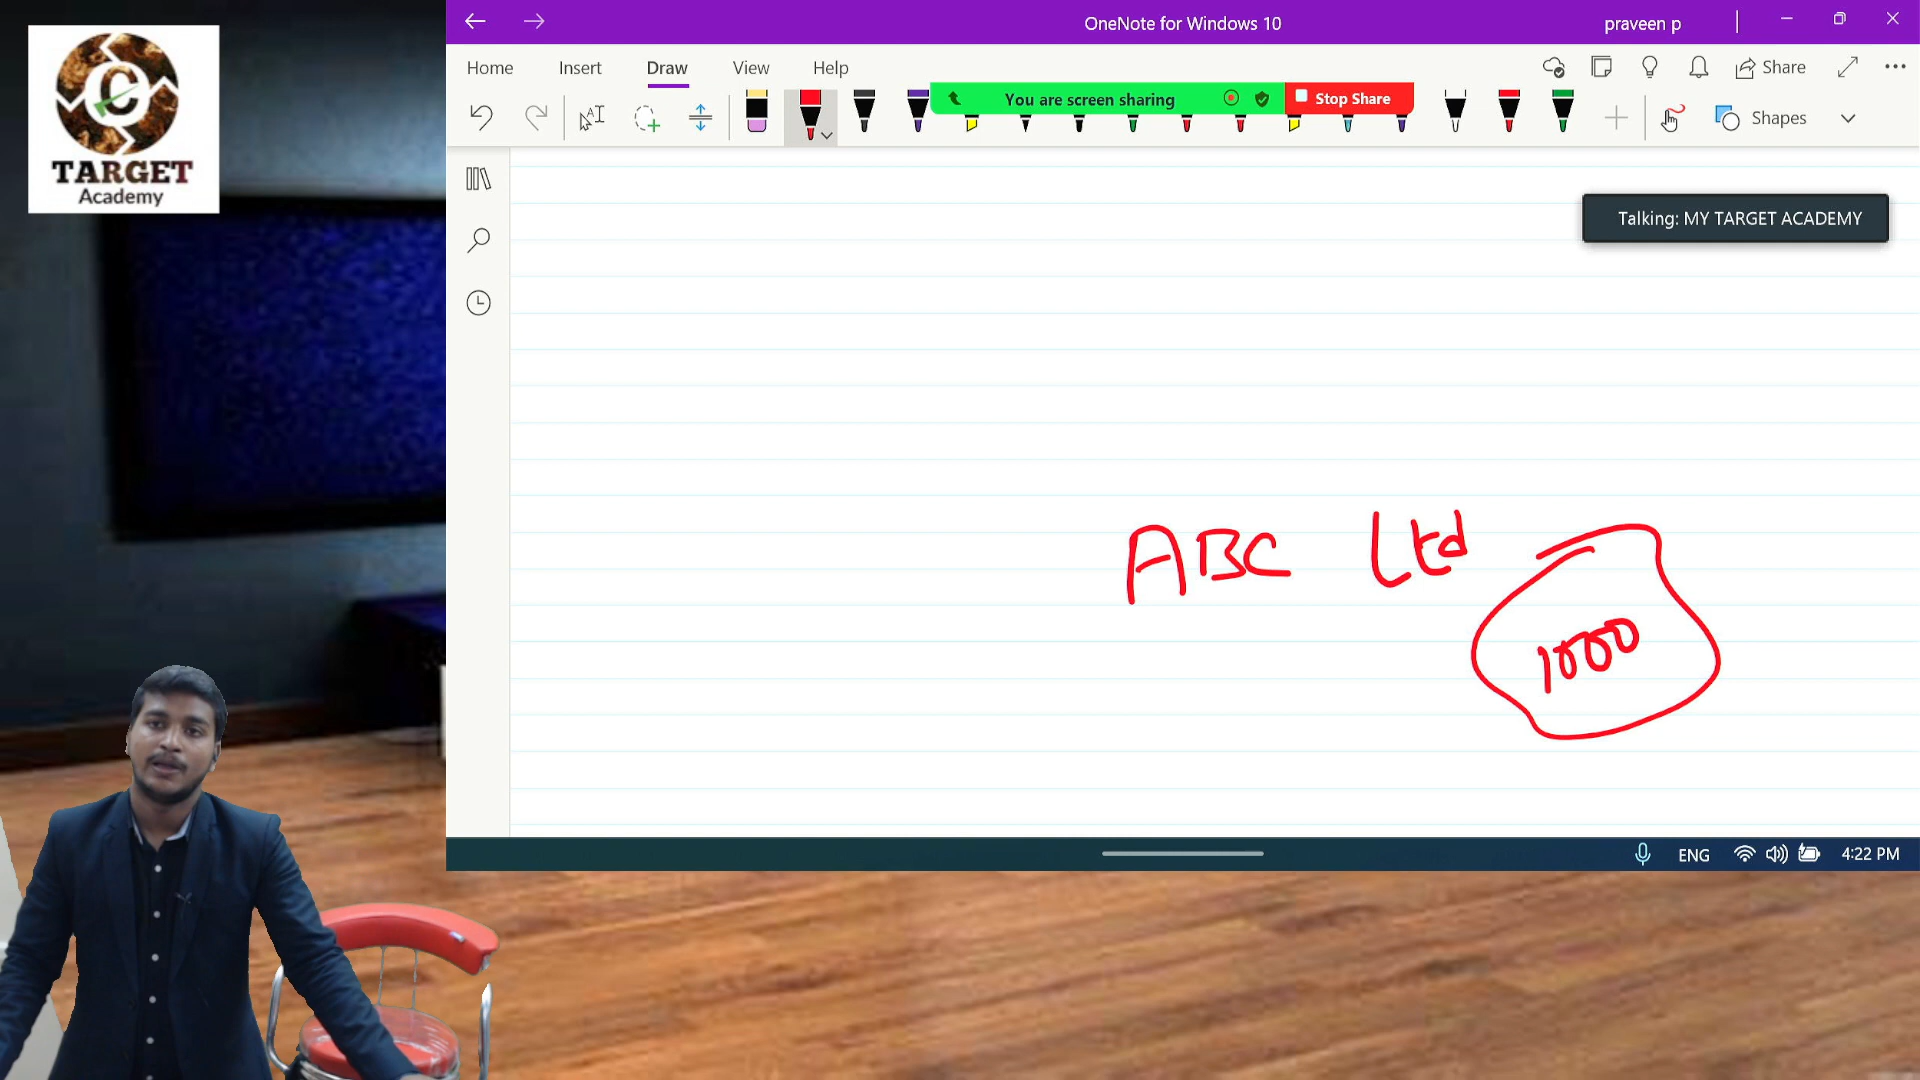 TARGET
Academy
OneNote for Windows 10
praveen p
Home Insert Draw View Help
Share
You are screen sharing
Stop Share
Shapes
Talking: MY TARGET ACADEMY
ABC Ltd
1000
ENG
4:22 PM